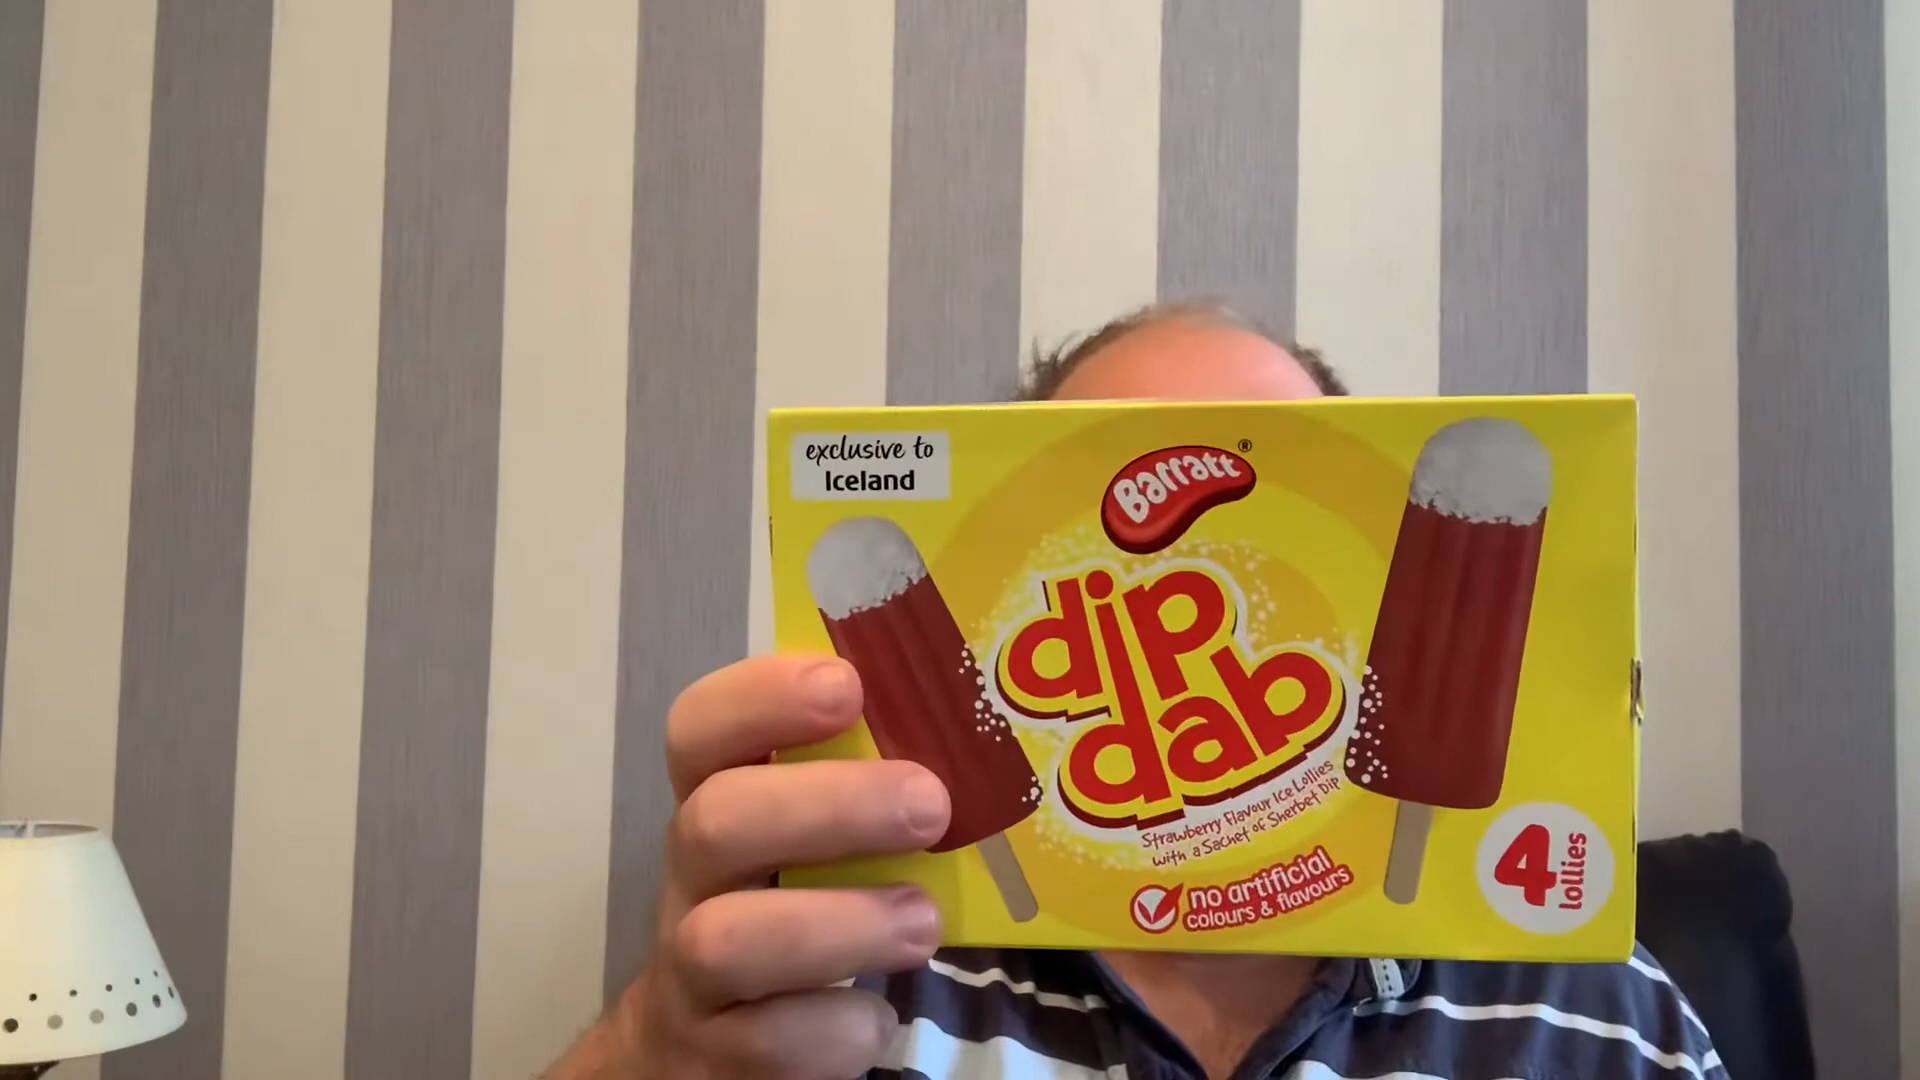 exclusive to
Iceland
Barratt®
dip
dab
Strawberry Flavour Ice Lollies
with a Sachet of Sherbet Dip
no artificial
colours & flavours
4
lollies